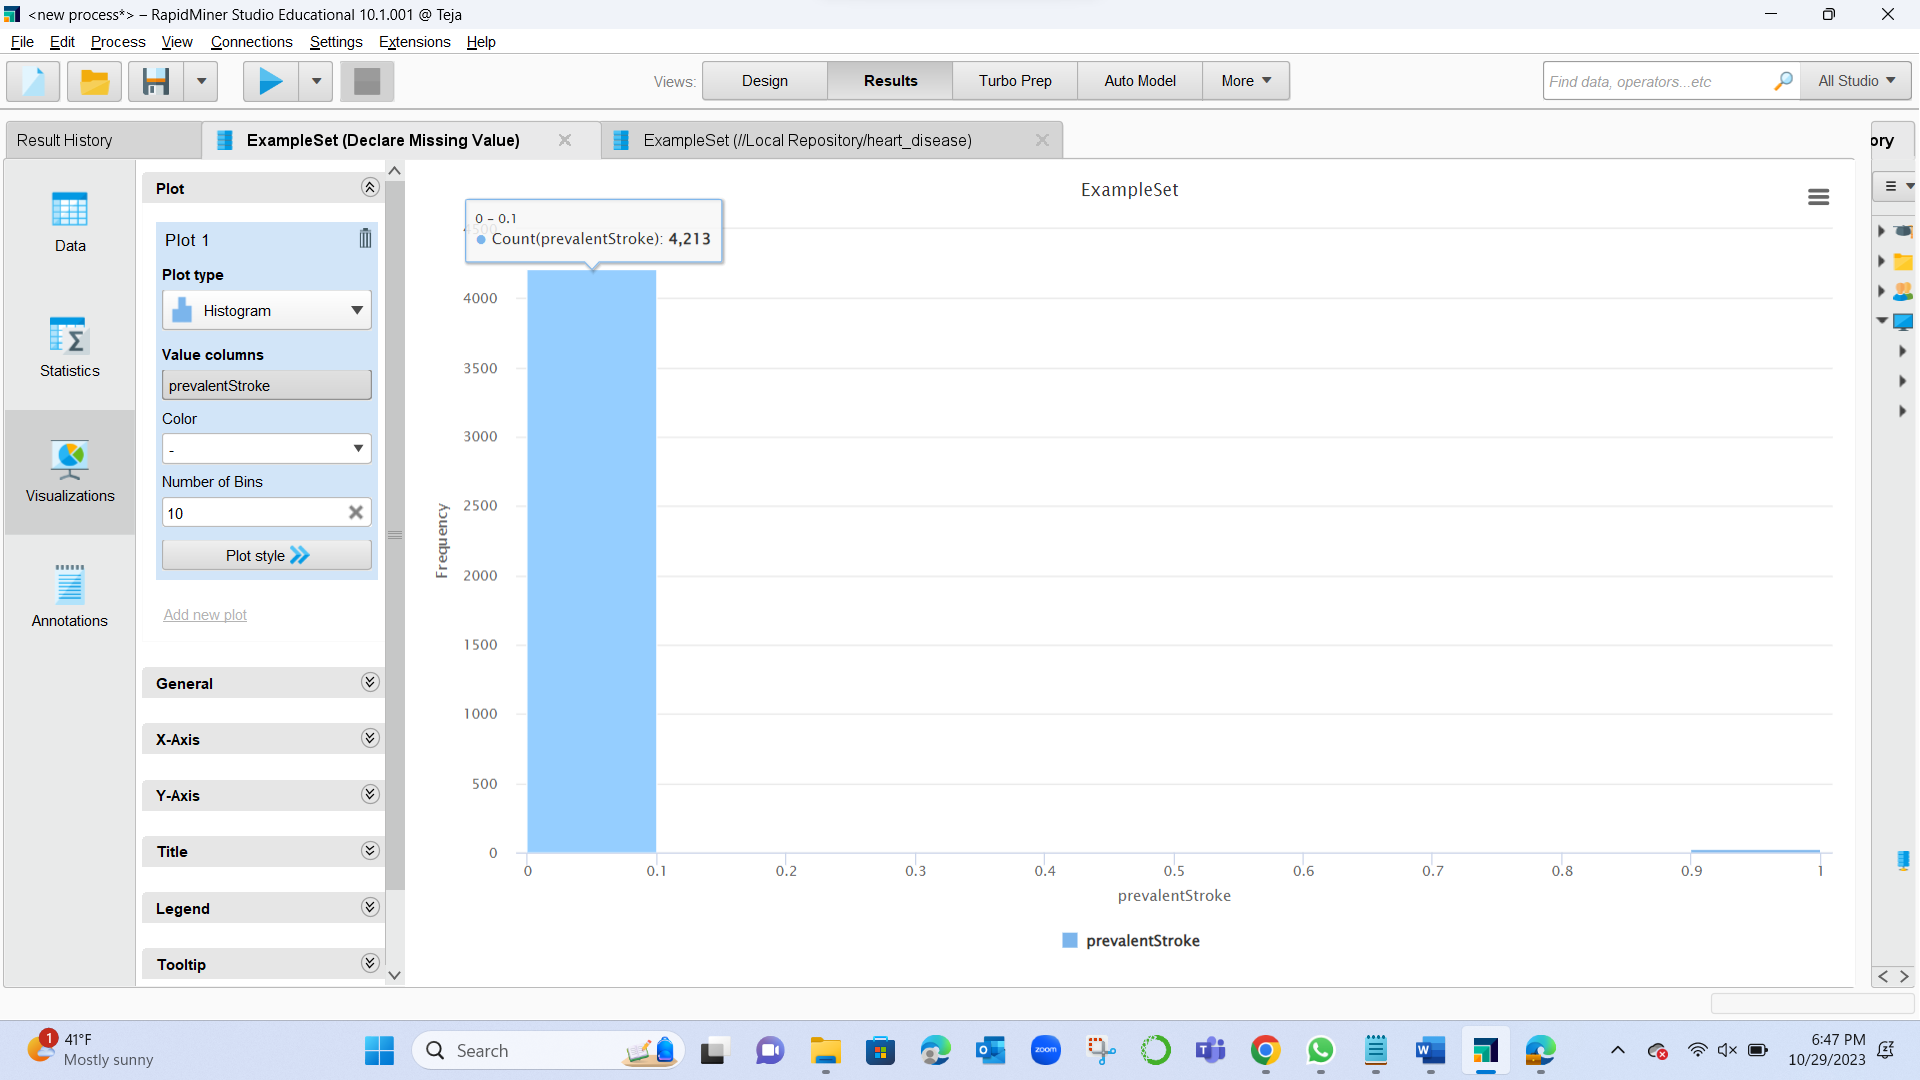 <new process*> – RapidMiner Studio Educational 10.1.001 @ Teja
File Edit Process View Connections Settings Extensions Help
Views: Design Results Turbo Prep Auto Model More
Find data, operators...etc All Studio
Result History ExampleSet (Declare Missing Value) ExampleSet (//Local Repository/heart_disease) ory
Data
Statistics
Visualizations
Annotations
Plot
Plot 1
Plot type
Histogram
Value columns
prevalentStroke
Color
-
Number of Bins
10
Plot style
Add new plot
General
X-Axis
Y-Axis
Title
Legend
Tooltip
ExampleSet
0 – 0.1
Count(prevalentStroke): 4,213
4500
4000
3500
3000
2500
2000
1500
1000
500
0
Frequency
0 0.1 0.2 0.3 0.4 0.5 0.6 0.7 0.8 0.9 1
prevalentStroke
prevalentStroke
1
41°F
Mostly sunny
Search
zoom
6:47 PM
10/29/2023